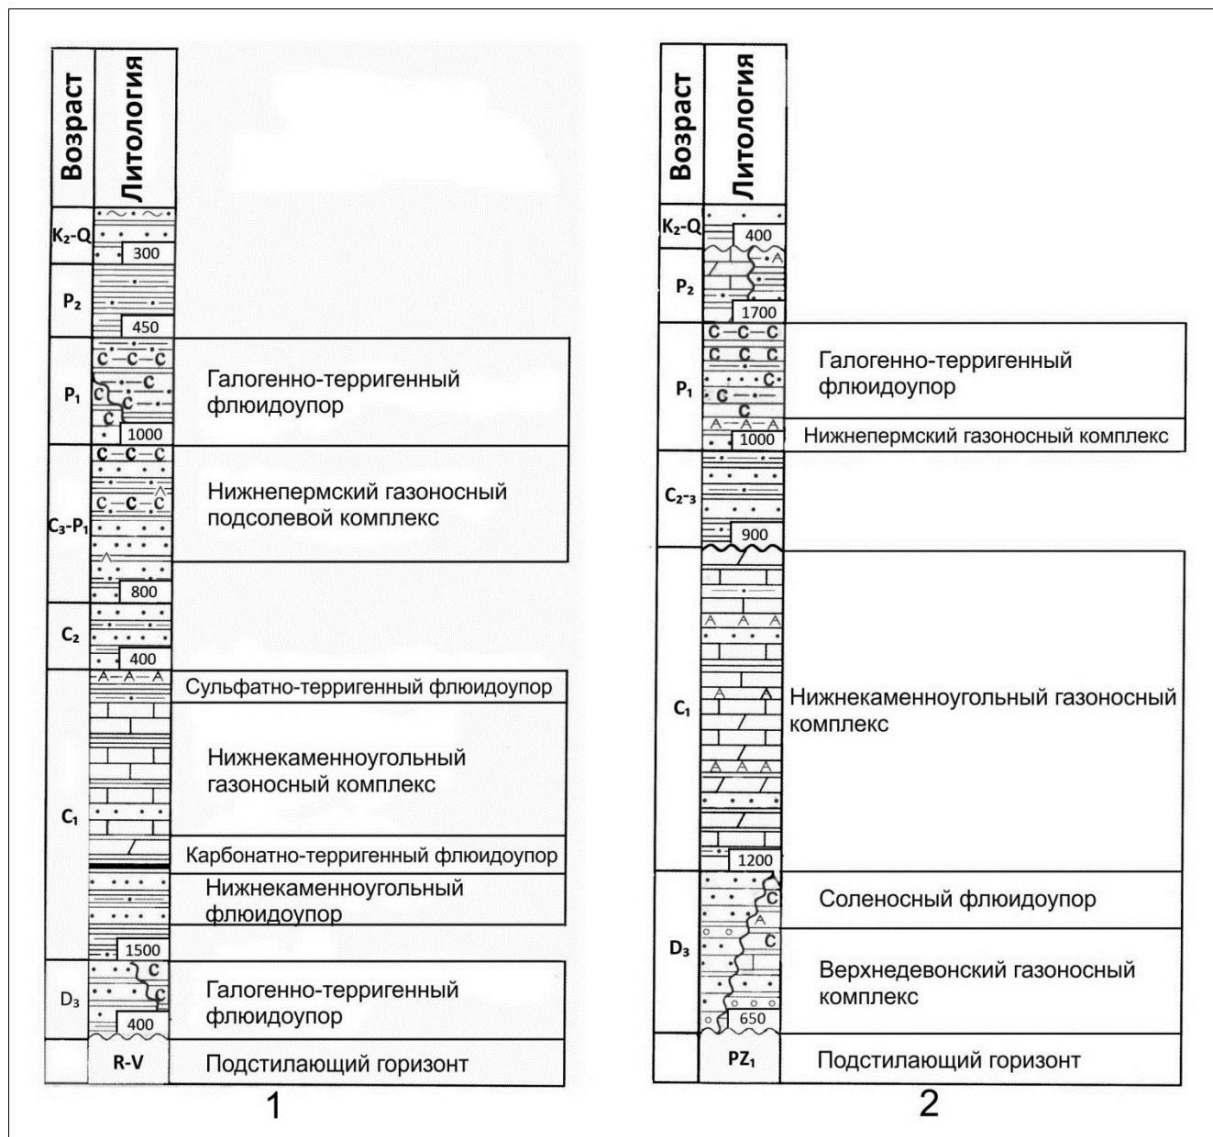 Возраст
Литология
K₂-Q
300
P₂
450
P₁
1000
Галогенно-терригенный
флюидоупор
C₃-P₁
800
Нижнепермский газоносный
подсолевой комплекс
C₂
400
C₁
1500
Сульфатно-терригенный флюидоупор
Нижнекаменноугольный
газоносный комплекс
Карбонатно-терригенный флюидоупор
Нижнекаменноугольный
флюидоупор
D₃
400
Галогенно-терригенный
флюидоупор
R-V
Подстилающий горизонт
1
Возраст
Литология
K₂-Q
400
P₂
1700
P₁
1000
Галогенно-терригенный
флюидоупор
Нижнепермский газоносный комплекс
C₂-₃
900
C₁
1200
Нижнекаменноугольный газоносный
комплекс
D₃
650
Соленосный флюидоупор
Верхнедевонский газоносный
комплекс
PZ₁
Подстилающий горизонт
2